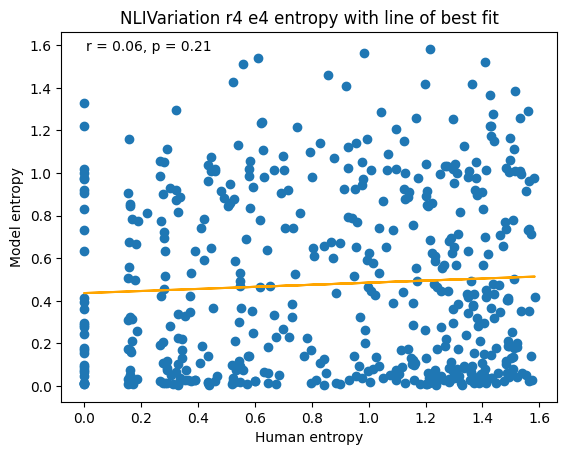 NLIVariation r4 e4 entropy with line of best fit
r = 0.06, p = 0.21
Model entropy
1.6
1.4
1.2
1.0
0.8
0.6
0.4
0.2
0.0
0.0 0.2 0.4 0.6 0.8 1.0 1.2 1.4 1.6
Human entropy